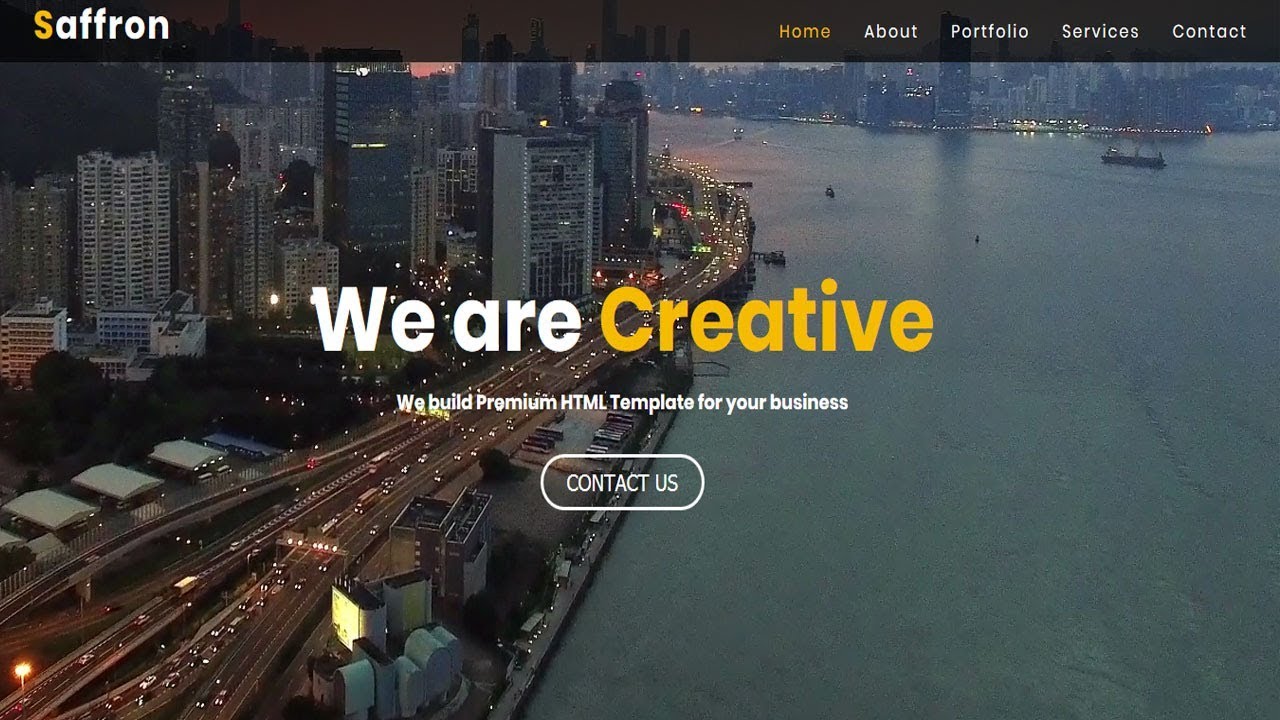 Saffron
Home About Portfolio Services Contact
We are Creative
We build Premium HTML Template for your business
CONTACT US